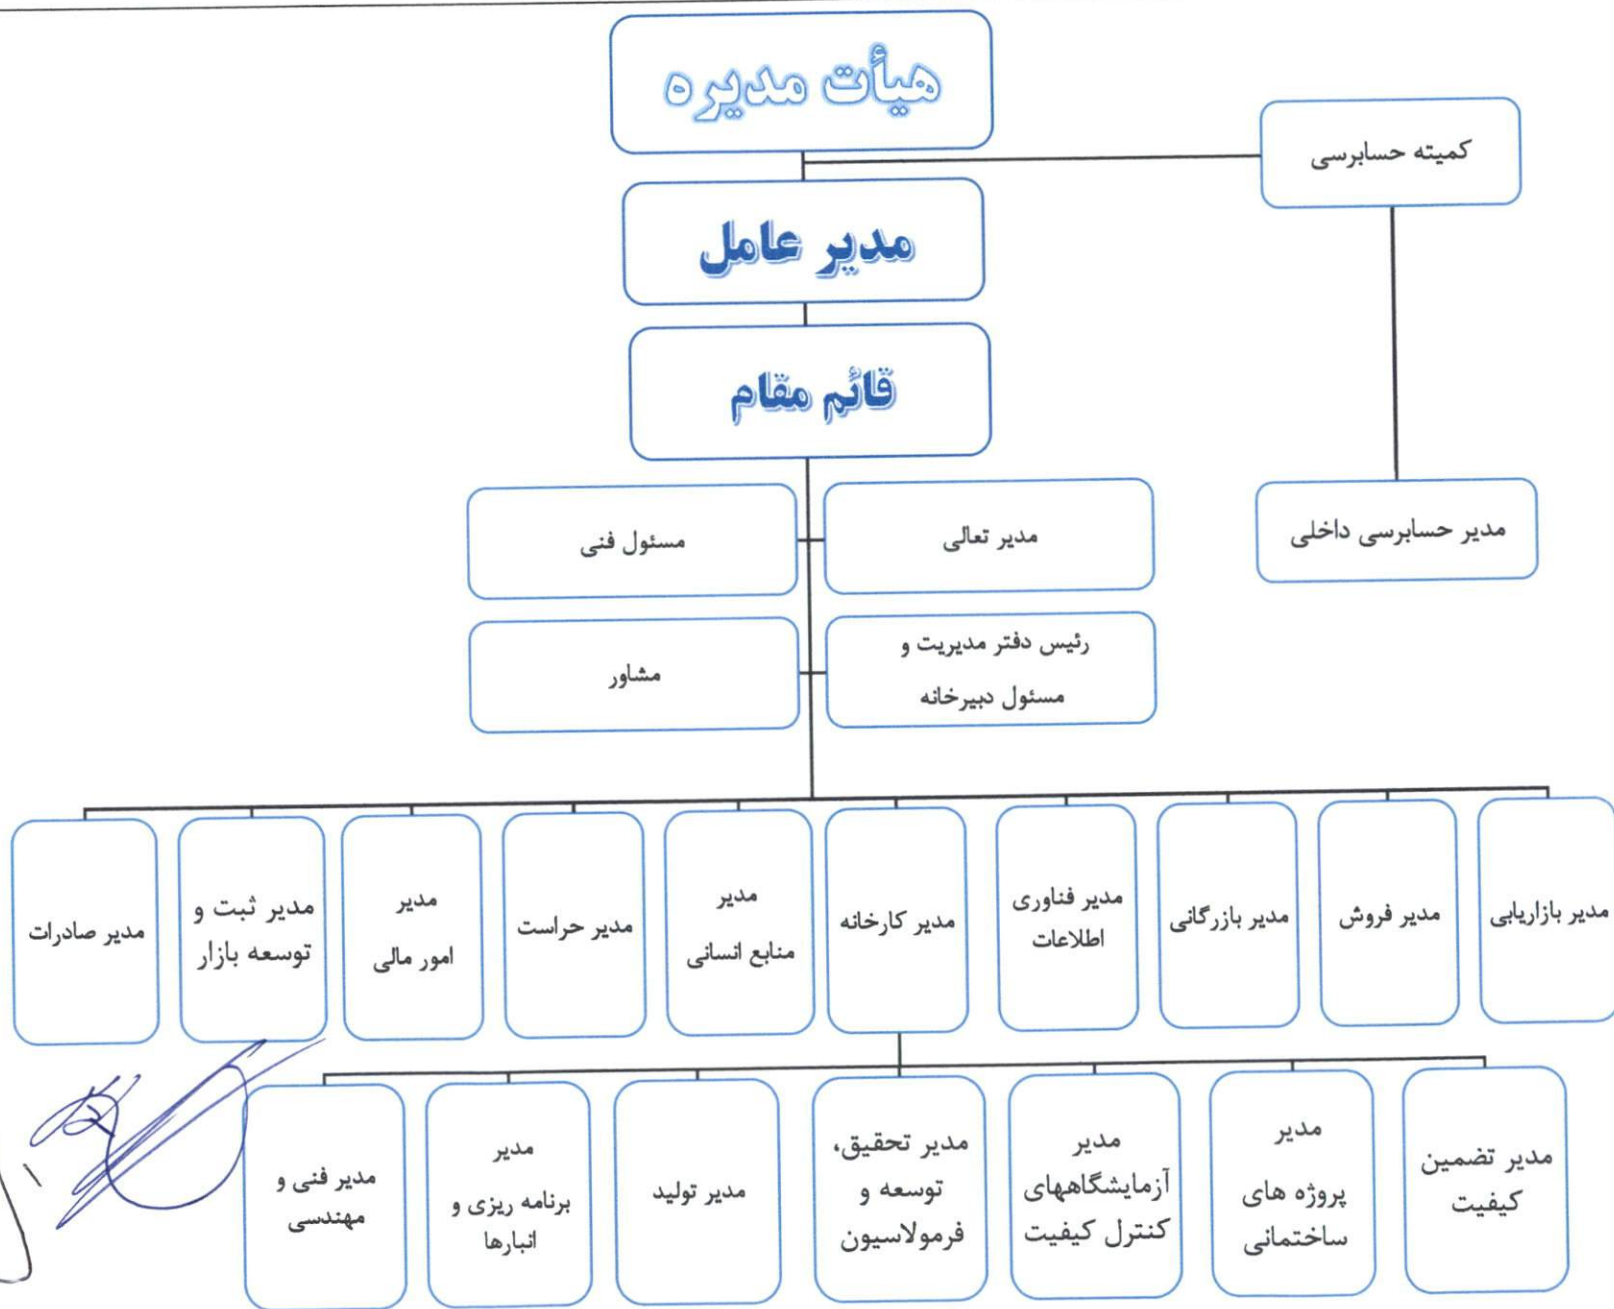 هیأت مدیره
کمیته حسابرسی
مدیر عامل
قائم مقام
مدیر حسابرسی داخلی
مدیر تعالی
مسئول فنی
رئیس دفتر مدیریت و
مسئول دبیرخانه
مشاور
مدیر بازاریابی
مدیر فروش
مدیر بازرگانی
مدیر فناوری
اطلاعات
مدیر کارخانه
مدیر
منابع انسانی
مدیر حراست
مدیر
امور مالی
مدیر ثبت و
توسعه بازار
مدیر صادرات
مدیر تضمین
کیفیت
مدیر
پروژه های
ساختمانی
مدیر
آزمایشگاههای
کنترل کیفیت
مدیر تحقیق،
توسعه و
فرمولاسیون
مدیر تولید
مدیر
برنامه ریزی و
انبارها
مدیر فنی و
مهندسی